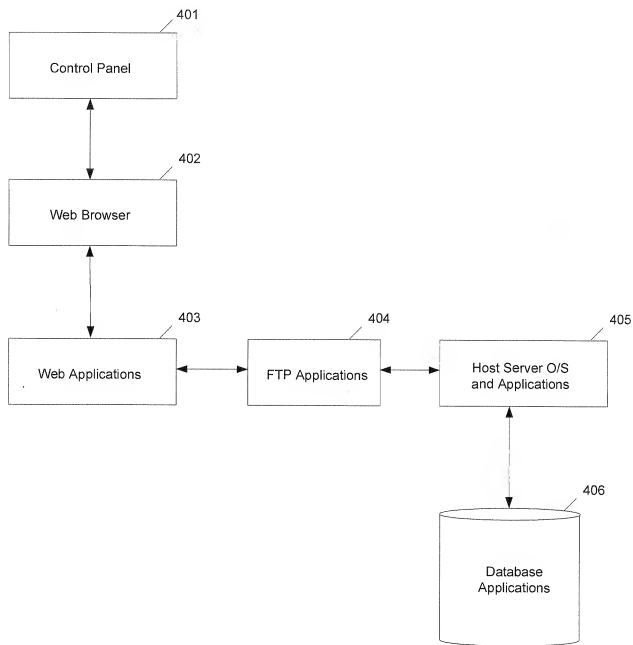 401
Control Panel
402
Web Browser
403
Web Applications
404
FTP Applications
405
Host Server O/S
and Applications
406
Database
Applications